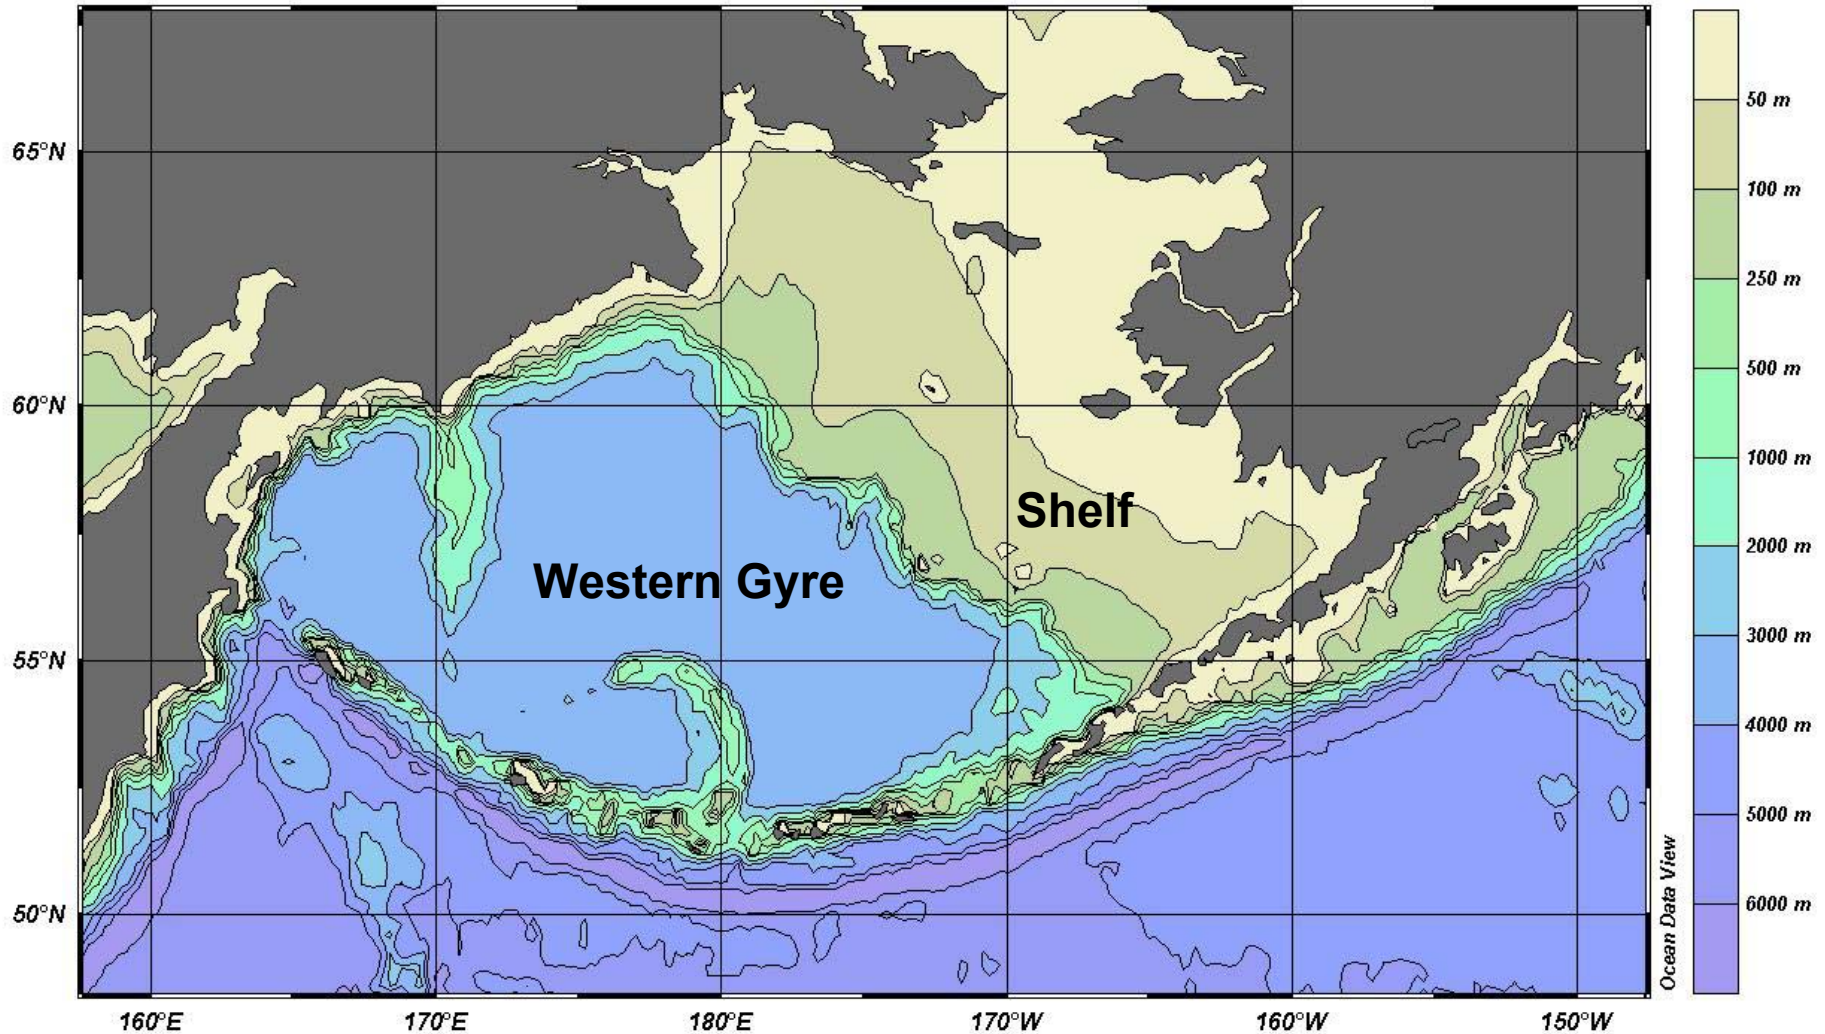 50 m
65°N
100 m
250 m
500 m
60°N
1000 m
Shelf
2000 m
Western Gyre
3000 m
55°N
4000 m
5000 m
6000 m
50°N
Ocean Data View
160°E
170°E
180°E
170°W
160°W
150°W